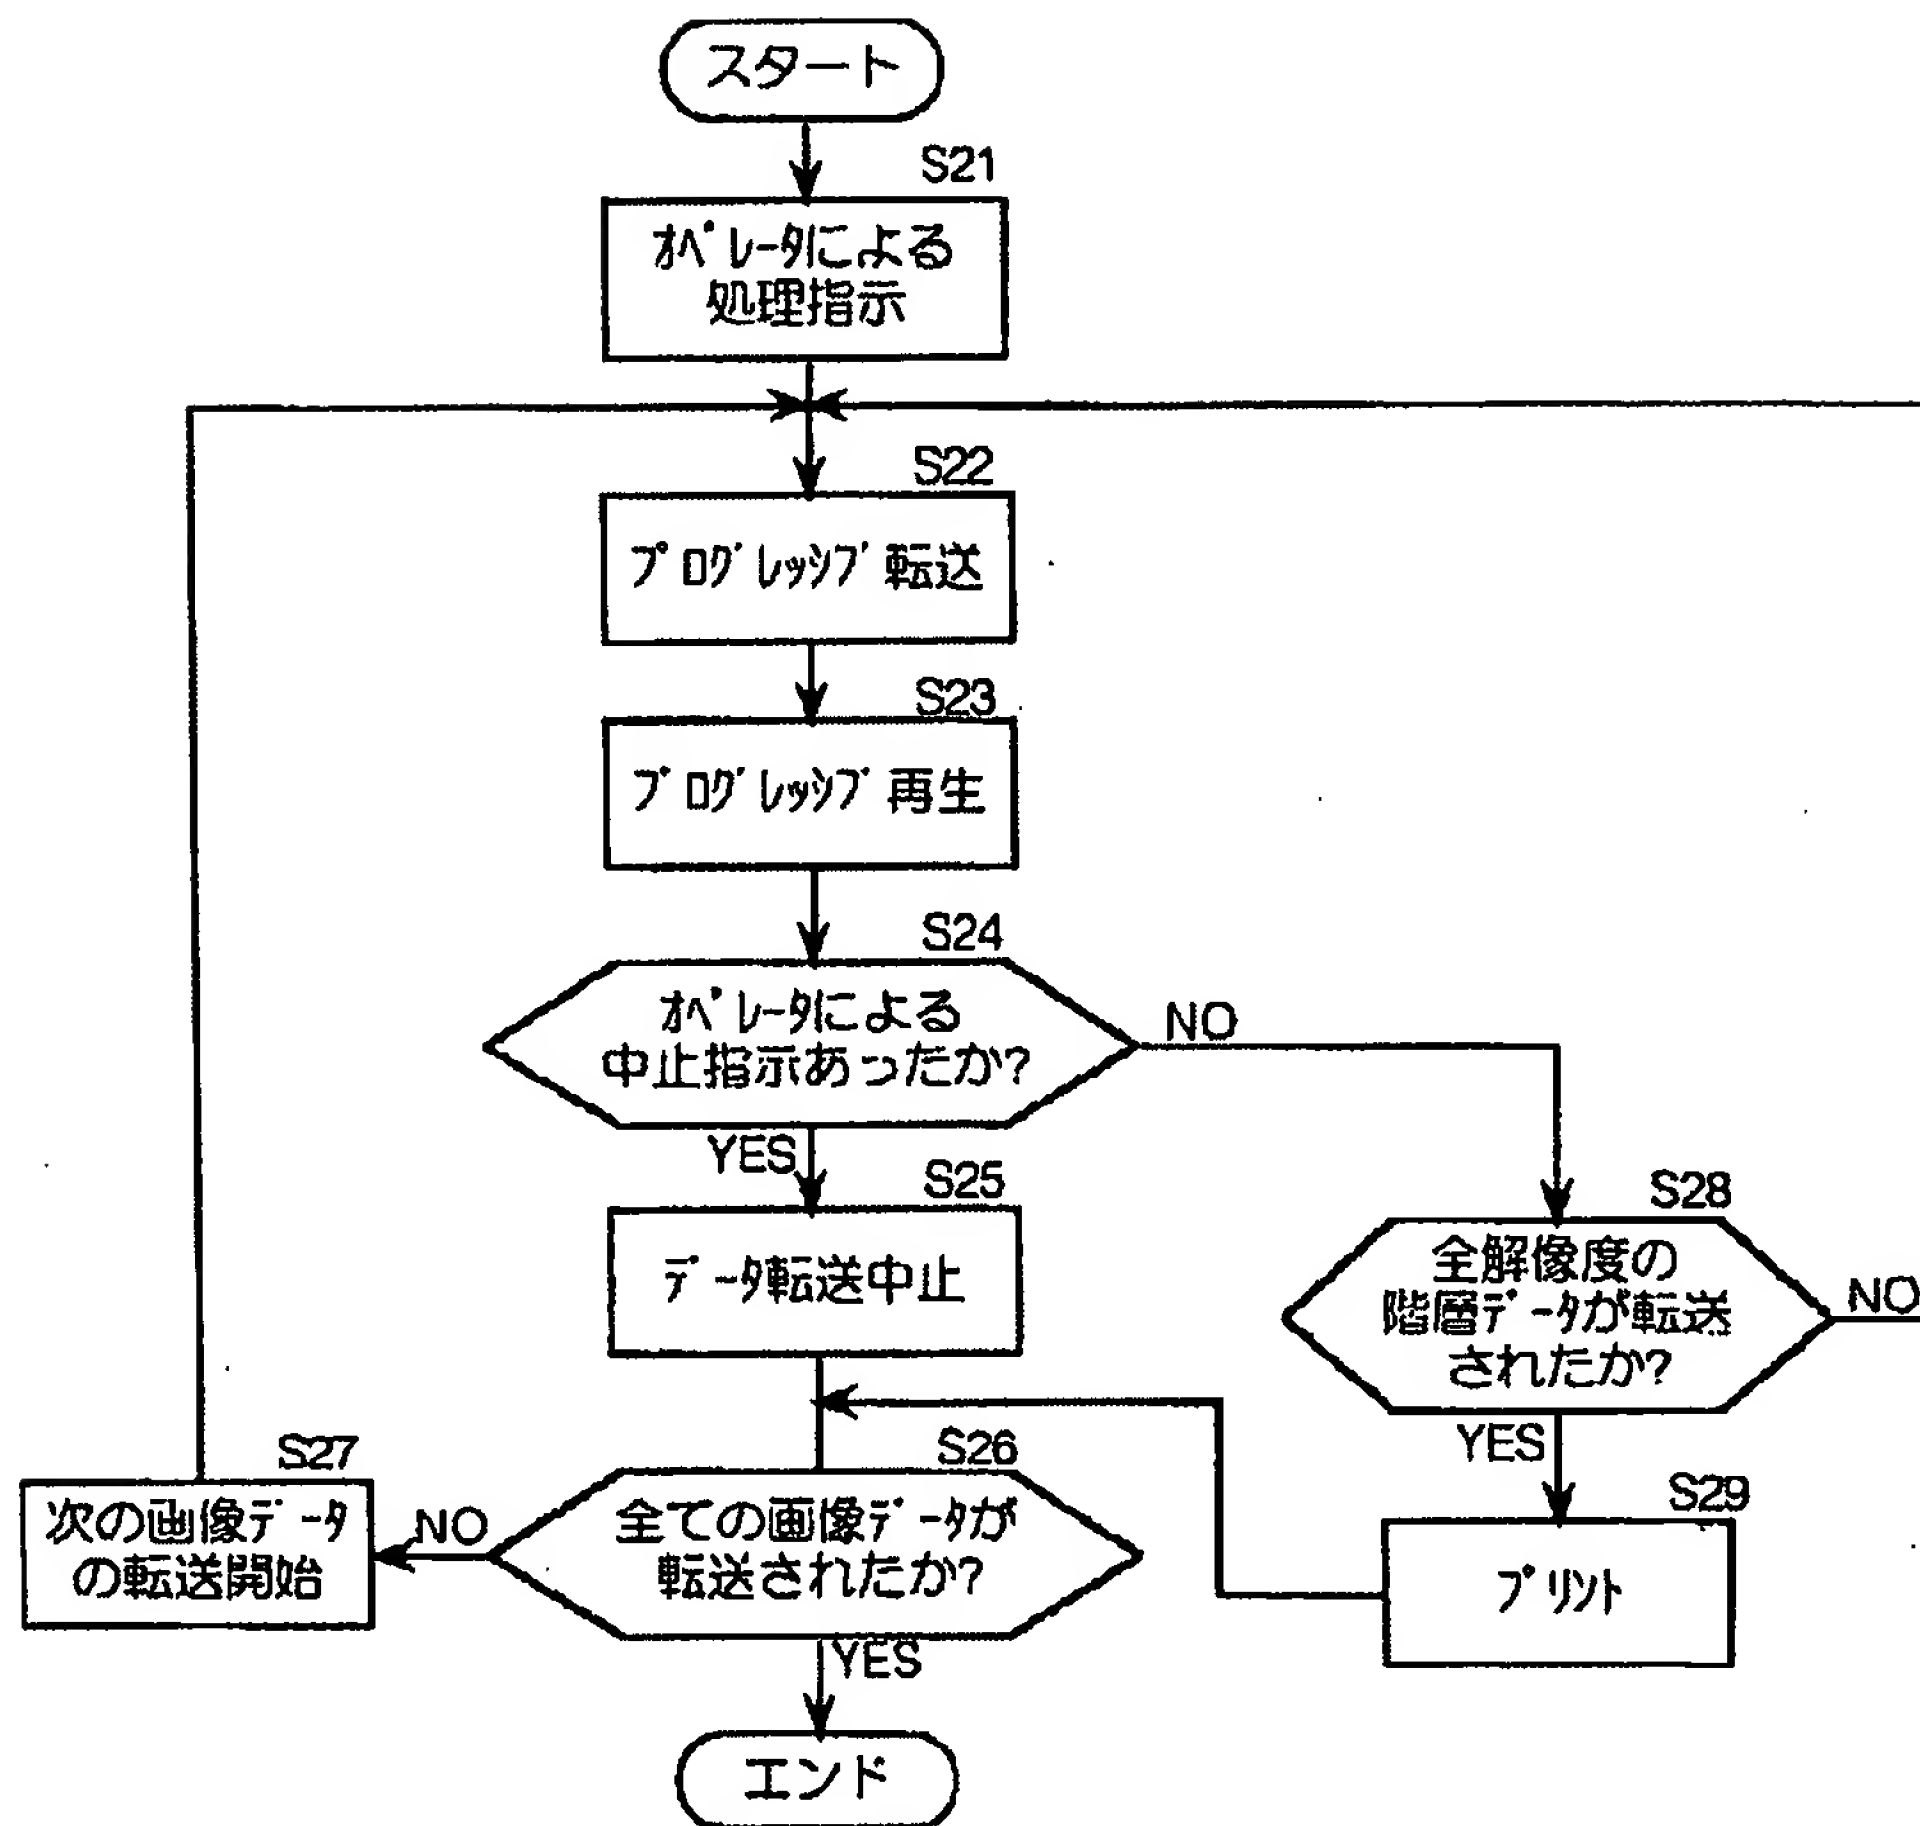 スタート
S21
オペレータによる
処理指示
S22
プログレッシブ転送
S23
プログレッシブ再生
S24
オペレータによる
中止指示あったか?
NO
YES
S25
データ転送中止
S28
全解像度の
階層データが転送
されたか?
NO
YES
S26
全ての画像データが
転送されたか?
NO
YES
S27
次の画像データ
の転送開始
S29
プリント
エンド